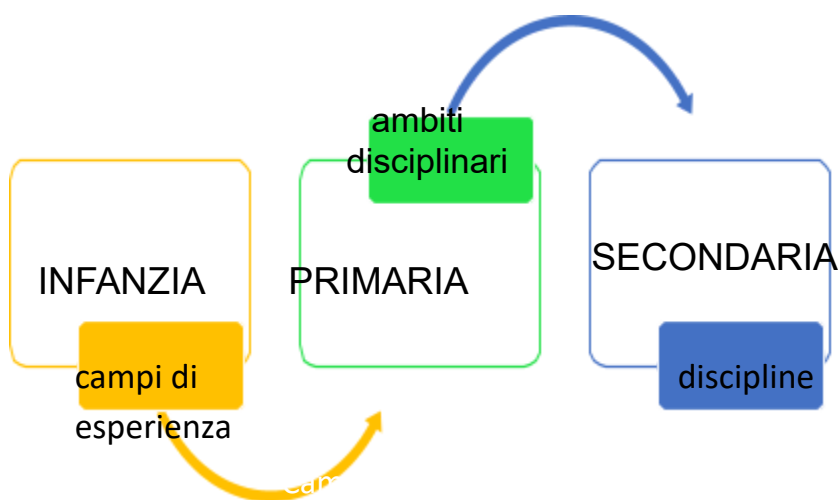 ambiti
disciplinari
INFANZIA
PRIMARIA
SECONDARIA
campi di
esperienza
discipline